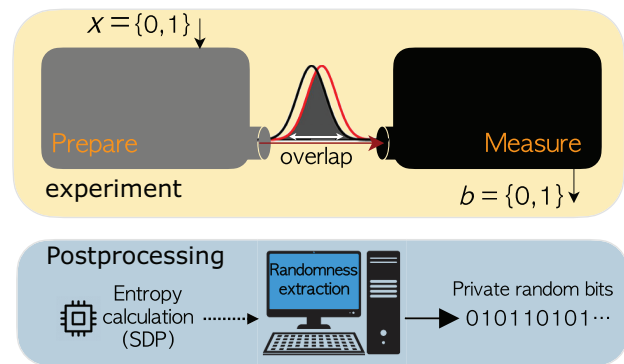 x = {0,1}
Prepare
overlap
Measure
experiment
b = {0,1}
Postprocessing
Entropy
calculation
(SDP)
Randomness
extraction
Private random bits
010110101···